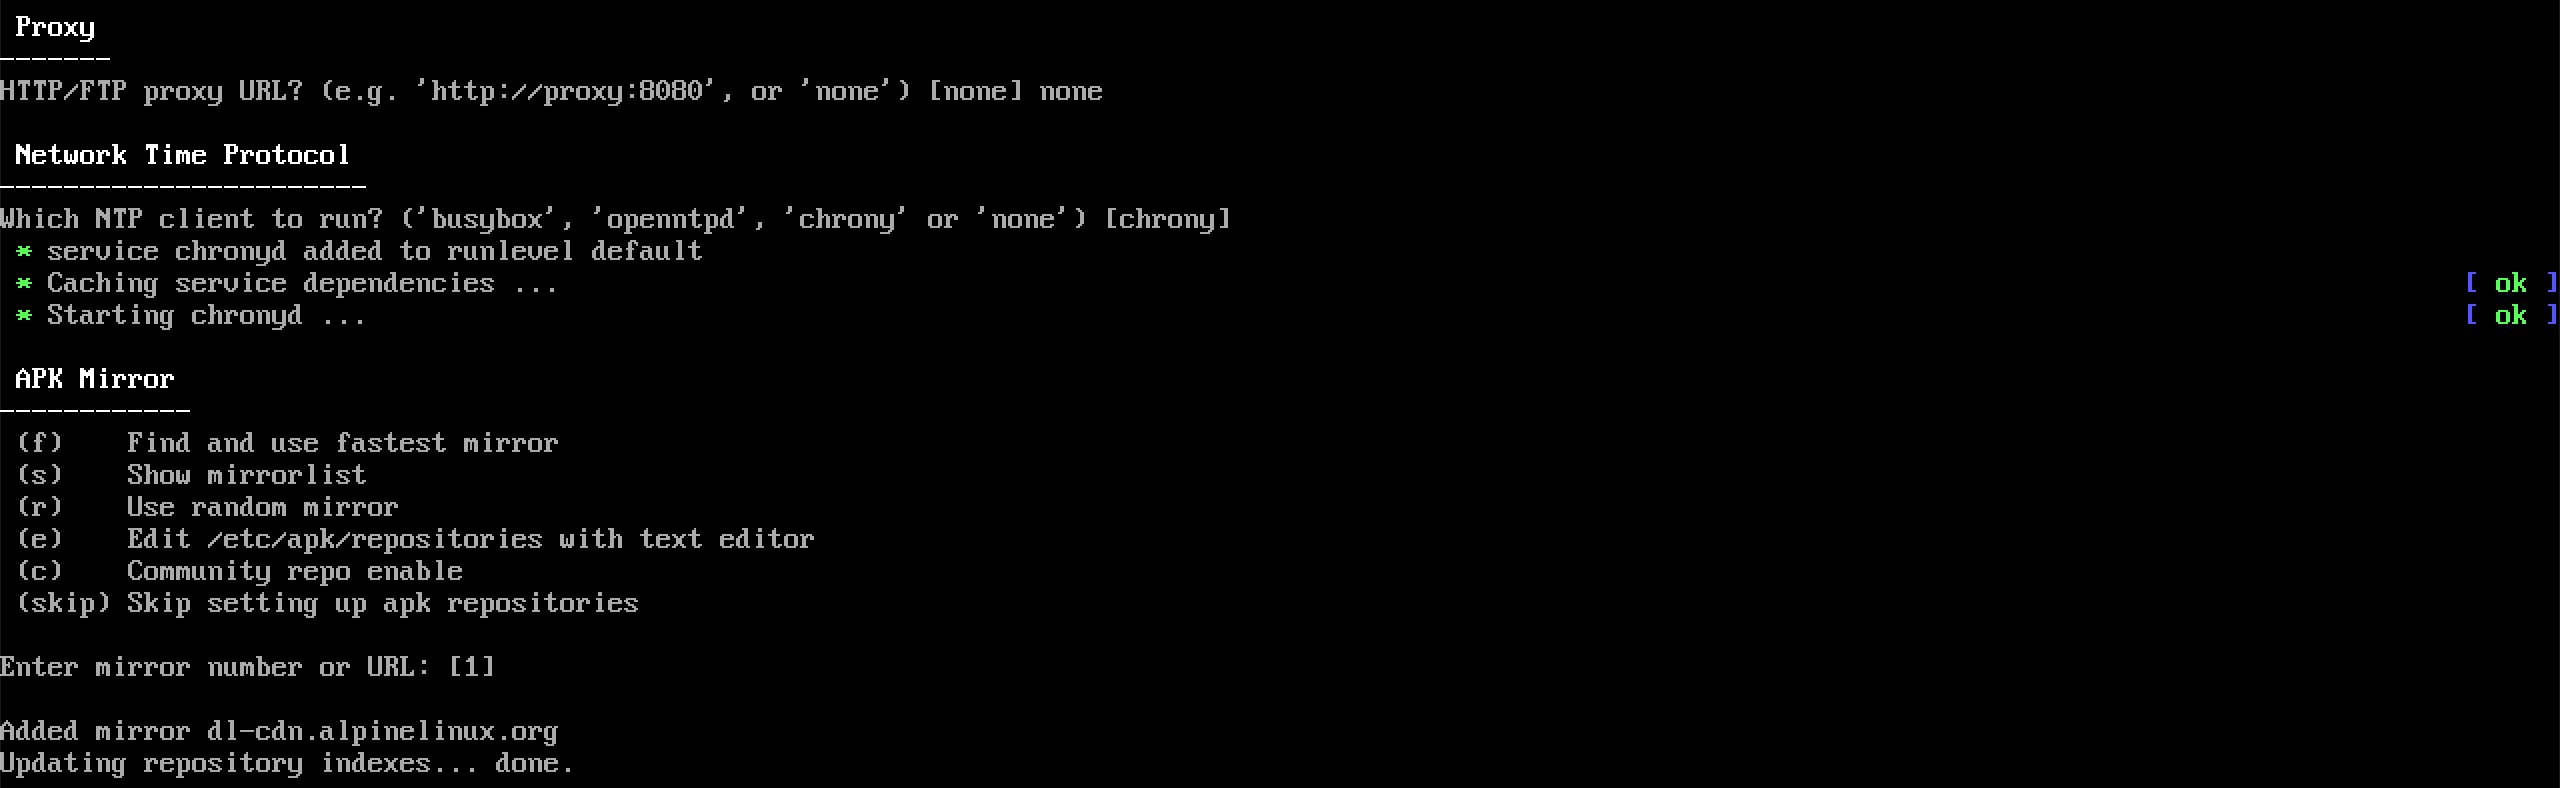 Proxy
-------
HTTP/FTP proxy URL? (e.g. 'http://proxy:8080', or 'none') [none] none
Network Time Protocol
-----------------------
Which NTP client to run? ('busybox', 'openntpd', 'chrony' or 'none') [chrony]
* service chronyd added to runlevel default
* Caching service dependencies ... [ ok ]
* Starting chronyd ... [ ok ]
APK Mirror
------------
(f)    Find and use fastest mirror
(s)    Show mirrorlist
(r)    Use random mirror
(e)    Edit /etc/apk/repositories with text editor
(c)    Community repo enable
(skip) Skip setting up apk repositories
Enter mirror number or URL: [1]
Added mirror dl-cdn.alpinelinux.org
Updating repository indexes... done.